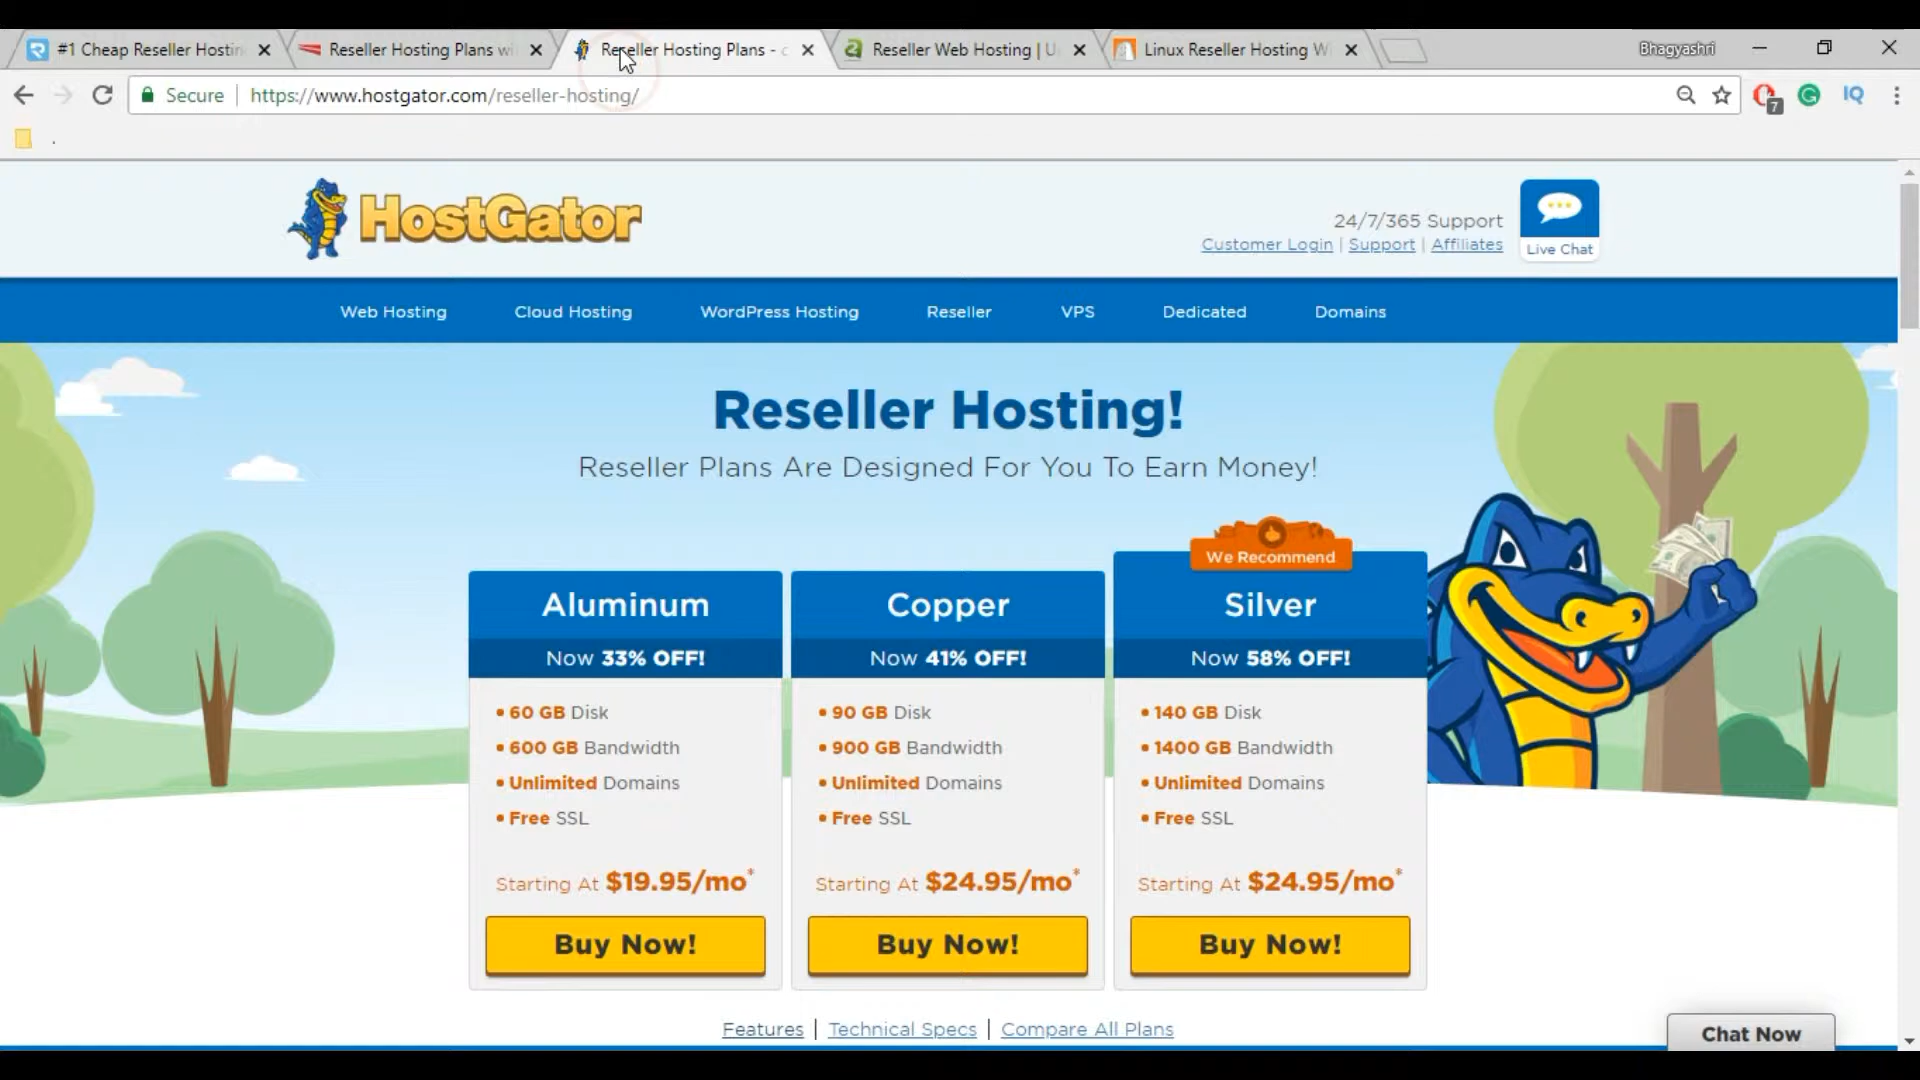 #1 Cheap Reseller Hostin
Reseller Hosting Plans wi
Reseller Hosting Plans - c
Reseller Web Hosting | U
Linux Reseller Hosting Wi
Bhagyashri
Secure
https://www.hostgator.com/reseller-hosting/
7
IQ
HostGator
24/7/365 Support
Customer Login | Support | Affiliates
Live Chat
Web Hosting
Cloud Hosting
WordPress Hosting
Reseller
VPS
Dedicated
Domains
Reseller Hosting!
Reseller Plans Are Designed For You To Earn Money!
Aluminum
Now 33% OFF!
• 60 GB Disk
• 600 GB Bandwidth
• Unlimited Domains
• Free SSL
Starting At $19.95/mo*
Buy Now!
Copper
Now 41% OFF!
• 90 GB Disk
• 900 GB Bandwidth
• Unlimited Domains
• Free SSL
Starting At $24.95/mo*
Buy Now!
We Recommend
Silver
Now 58% OFF!
• 140 GB Disk
• 1400 GB Bandwidth
• Unlimited Domains
• Free SSL
Starting At $24.95/mo*
Buy Now!
Features | Technical Specs | Compare All Plans
Chat Now